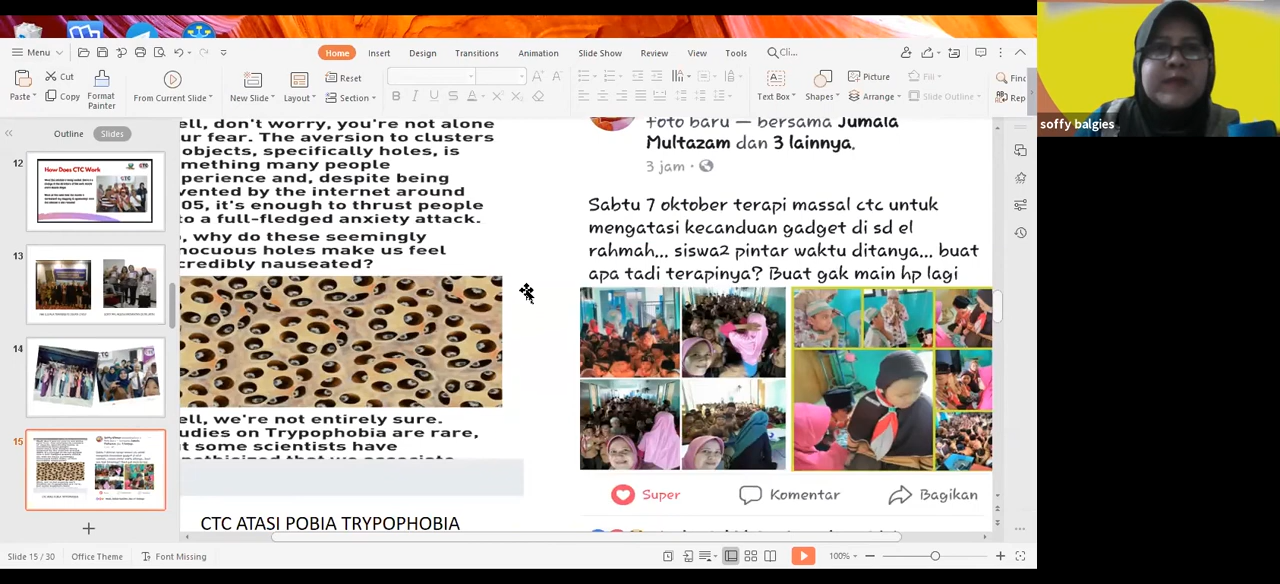 Menu
Home
Insert
Design
Transitions
Animation
Slide Show
Review
View
Tools
Cli...
Paste
Cut
Copy
Format
Painter
From Current Slide
New Slide
Layout
Reset
Section
B I U S A
Text Box
Shapes
Picture
Arrange
Fill
Slide Outline
Find
Rep
Outline
Slides
12
How Does CTC Work
13
14
15
ell, don't worry, you're not alone
ur fear. The aversion to clusters
objects, specifically holes, is
mething many people
perience and, despite being
vented by the internet around
05, it's enough to thrust people
o a full-fledged anxiety attack.
, why do these seemingly
nocuous holes make us feel
credibly nauseated?
ell, we're not entirely sure.
udies on Trypophobia are rare,
t some scientists have
CTC ATASI POBIA TRYPOPHOBIA
foto baru — bersama Jumala
Multazam dan 3 lainnya.
3 jam
Sabtu 7 oktober terapi massal ctc untuk
mengatasi kecanduan gadget di sd el
rahmah... siswa2 pintar waktu ditanya... buat
apa tadi terapinya? Buat gak main hp lagi
Super
Komentar
Bagikan
Slide 15 / 30
Office Theme
Font Missing
100%
soffy balgies